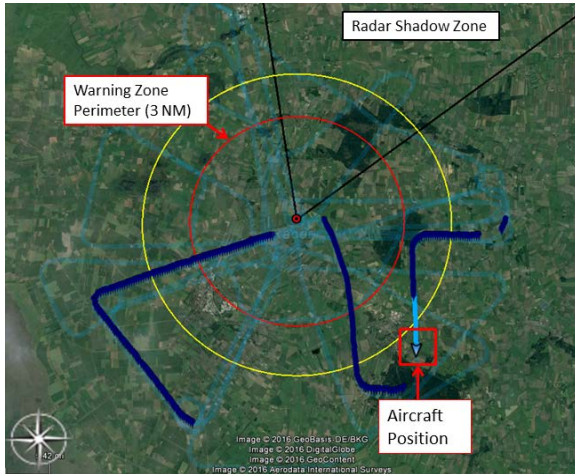 Radar Shadow Zone
Warning Zone
Perimeter (3 NM)
Aircraft
Position
Image © 2016 GeoBasis-DE/BKG
Image © 2016 DigitalGlobe
Image © 2016 GeoContent
Image © 2016 Aerodata International Surveys